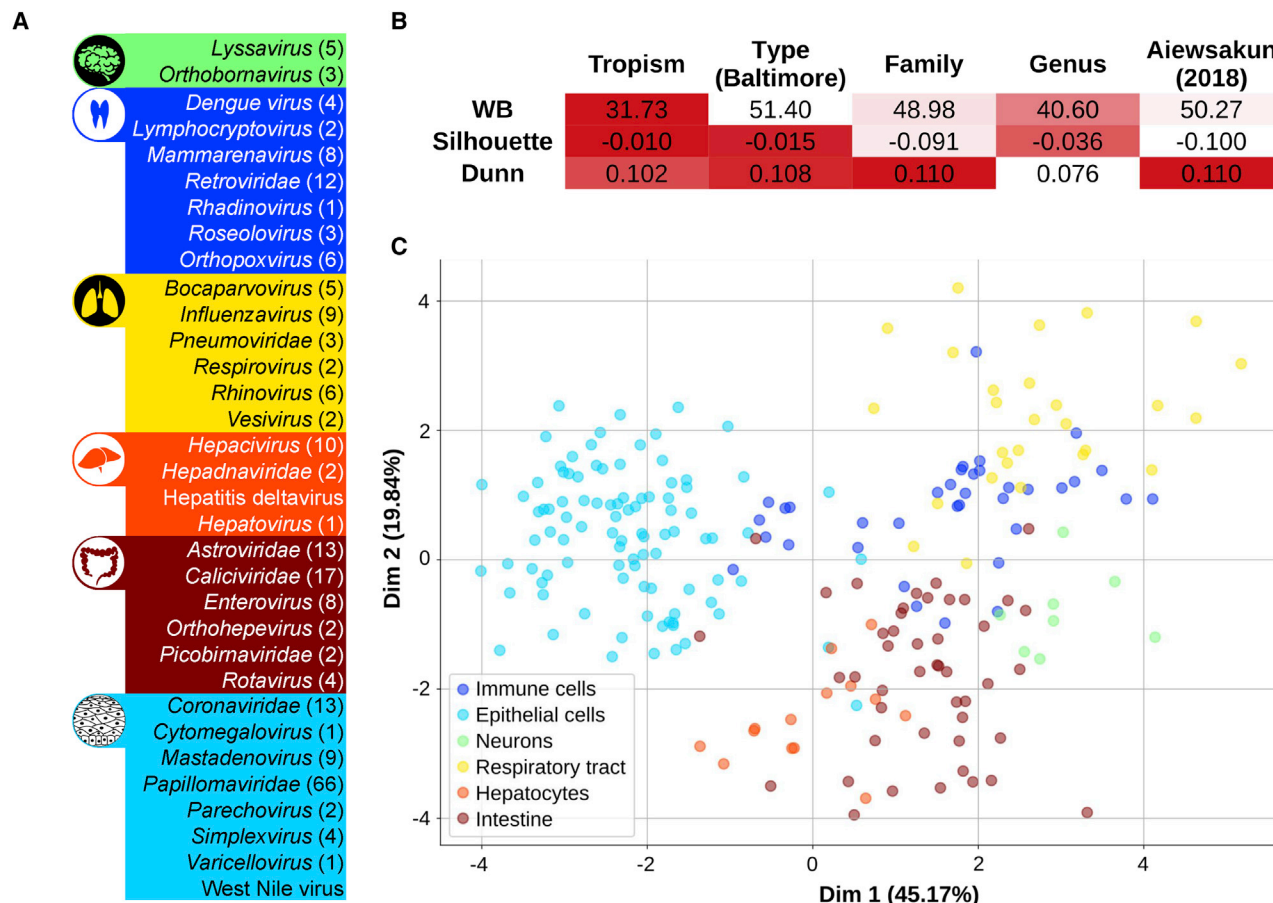 A
Lyssavirus (5)
Orthobornavirus (3)
Dengue virus (4)
Lymphocryptovirus (2)
Mammarenavirus (8)
Retroviridae (12)
Rhadinovirus (1)
Roseolovirus (3)
Orthopoxvirus (6)
Bocaparvovirus (5)
Influenzavirus (9)
Pneumoviridae (3)
Respirovirus (2)
Rhinovirus (6)
Vesivirus (2)
Hepacivirus (10)
Hepadnaviridae (2)
Hepatitis deltavirus
Hepatovirus (1)
Astroviridae (13)
Caliciviridae (17)
Enterovirus (8)
Orthohepevirus (2)
Picobirnaviridae (2)
Rotavirus (4)
Coronaviridae (13)
Cytomegalovirus (1)
Mastadenovirus (9)
Papillomaviridae (66)
Parechovirus (2)
Simplexvirus (4)
Varicellovirus (1)
West Nile virus
B
Tropism Type (Baltimore) Family Genus Aiewsakun (2018)
WB 31.73 51.40 48.98 40.60 50.27
Silhouette -0.010 -0.015 -0.091 -0.036 -0.100
Dunn 0.102 0.108 0.110 0.076 0.110
C
Dim 2 (19.84%)
4
2
0
-2
-4
Immune cells
Epithelial cells
Neurons
Respiratory tract
Hepatocytes
Intestine
-4 -2 0 2 4
Dim 1 (45.17%)